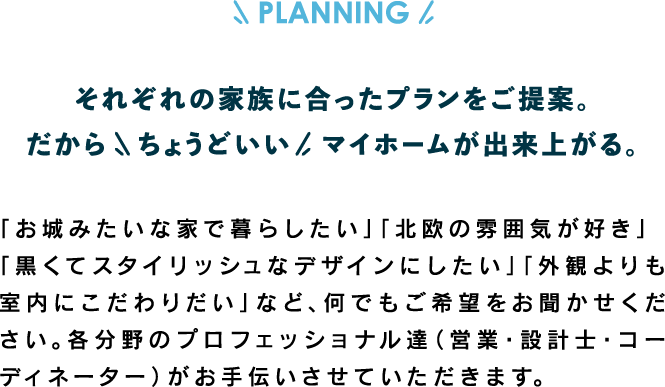 \\ PLANNING //
それぞれの家族に合ったプランをご提案。
だから \\ ちょうどいい // マイホームが出来上がる。
「お城みたいな家で暮らしたい」「北欧の雰囲気が好き」
「黒くてスタイリッシュなデザインにしたい」「外観よりも
室内にこだわりだい」など、何でもご希望をお聞かせくだ
さい。各分野のプロフェッショナル達（営業・設計士・コー
ディネーター）がお手伝いさせていただきます。